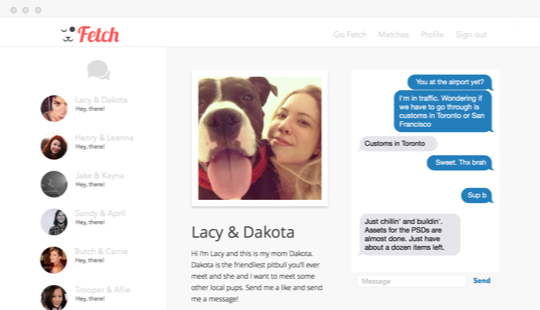 Fetch
Go Fetch Matches Profile Sign out
Lacy & Dakota
Hey, there!
Henry & Leanna
Hey, there!
Jake & Kayna
Hey, there!
Sandy & April
Hey, there!
Butch & Carrie
Hey, there!
Trooper & Allie
Hey, there!
Lacy & Dakota
Hi I'm Lacy and this is my mom Dakota.
Dakota is the friendliest pitbull you'll ever
meet and she and I want to meet some
other local pups. Send me a like and send
me a message!
You at the airport yet?
I'm in traffic. Wondering if
we have to go through is
customs in Toronto or San
Francisco
Customs in Toronto
Sweet. Thx brah
Sup b
Just chillin' and buildin'.
Assets for the PSDs are
almost done. Just have
about a dozen items left.
Message Send